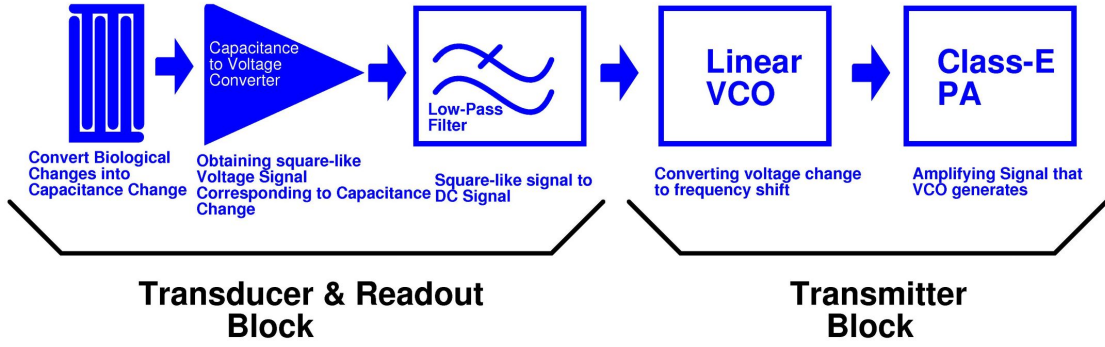 Capacitance
to Voltage
Converter
Low-Pass
Filter
Linear
VCO
Class-E
PA
Convert Biological
Changes into
Capacitance Change
Obtaining square-like
Voltage Signal
Corresponding to Capacitance
Change
Square-like signal to
DC Signal
Converting voltage change
to frequency shift
Amplifying Signal that
VCO generates
Transducer & Readout
Block
Transmitter
Block